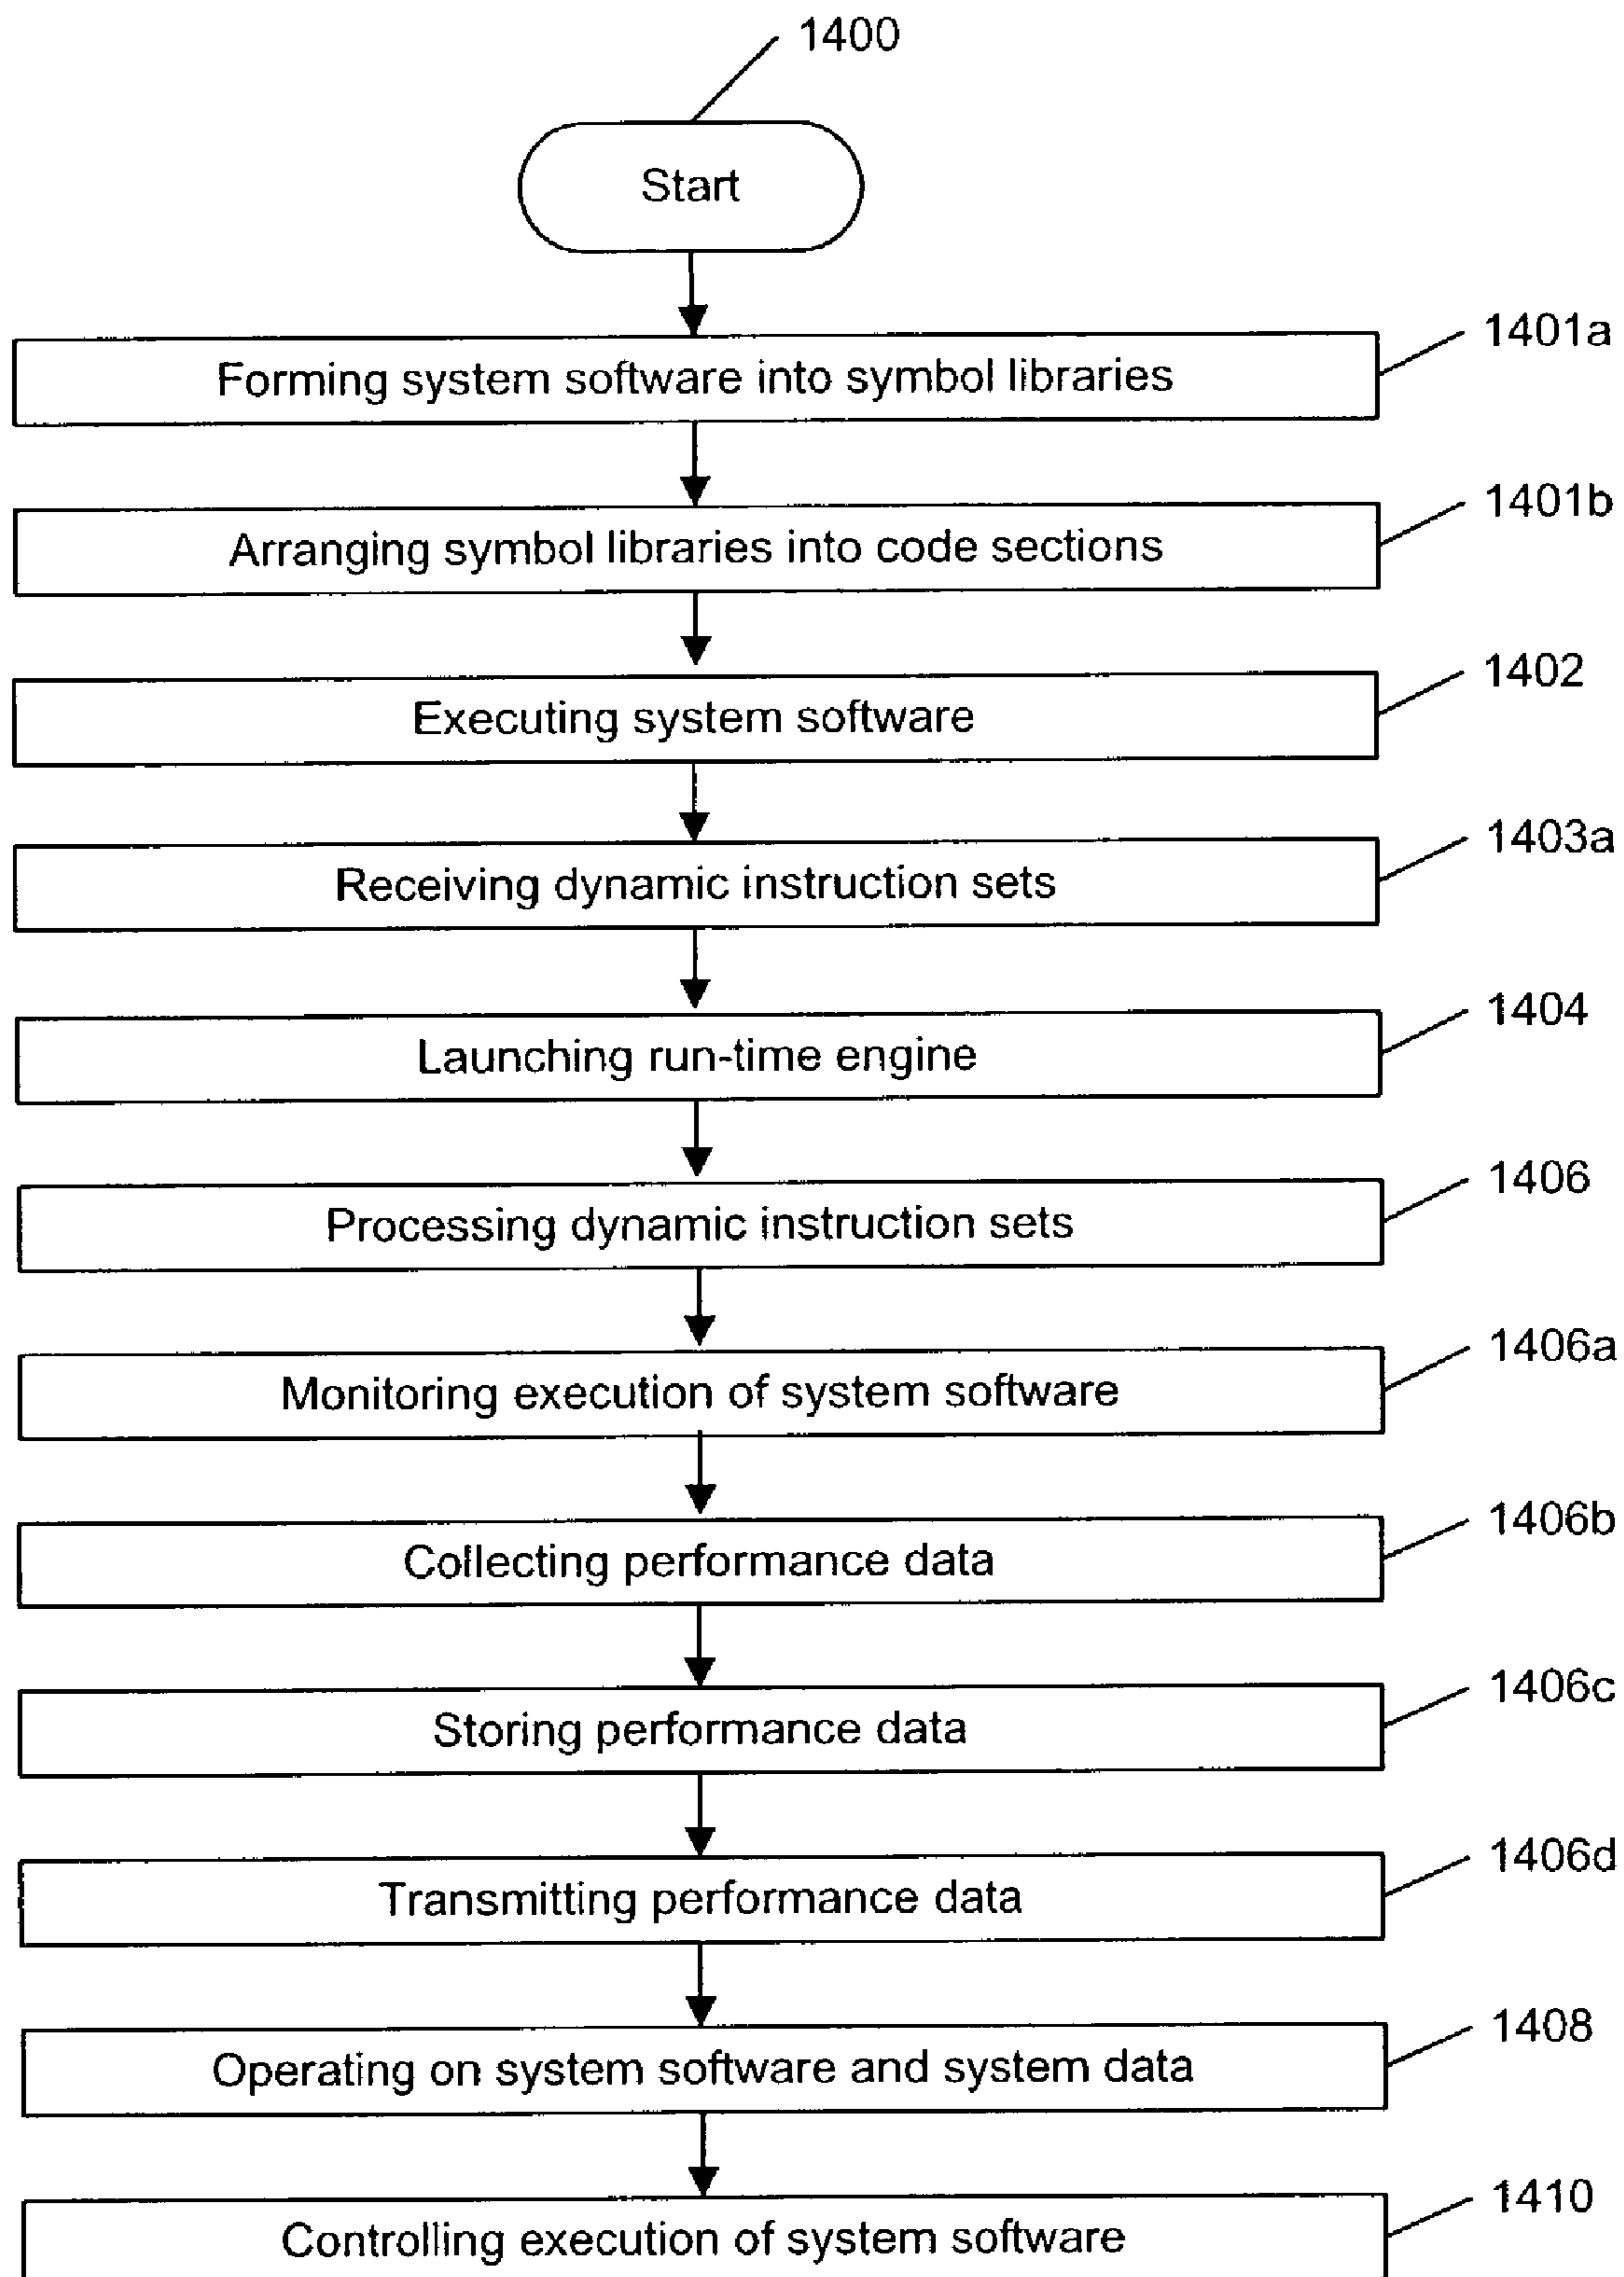 1400
Start
1401a
Forming system software into symbol libraries
1401b
Arranging symbol libraries into code sections
1402
Executing system software
1403a
Receiving dynamic instruction sets
1404
Launching run-time engine
1406
Processing dynamic instruction sets
1406a
Monitoring execution of system software
1406b
Collecting performance data
1406c
Storing performance data
1406d
Transmitting performance data
1408
Operating on system software and system data
1410
Controlling execution of system software